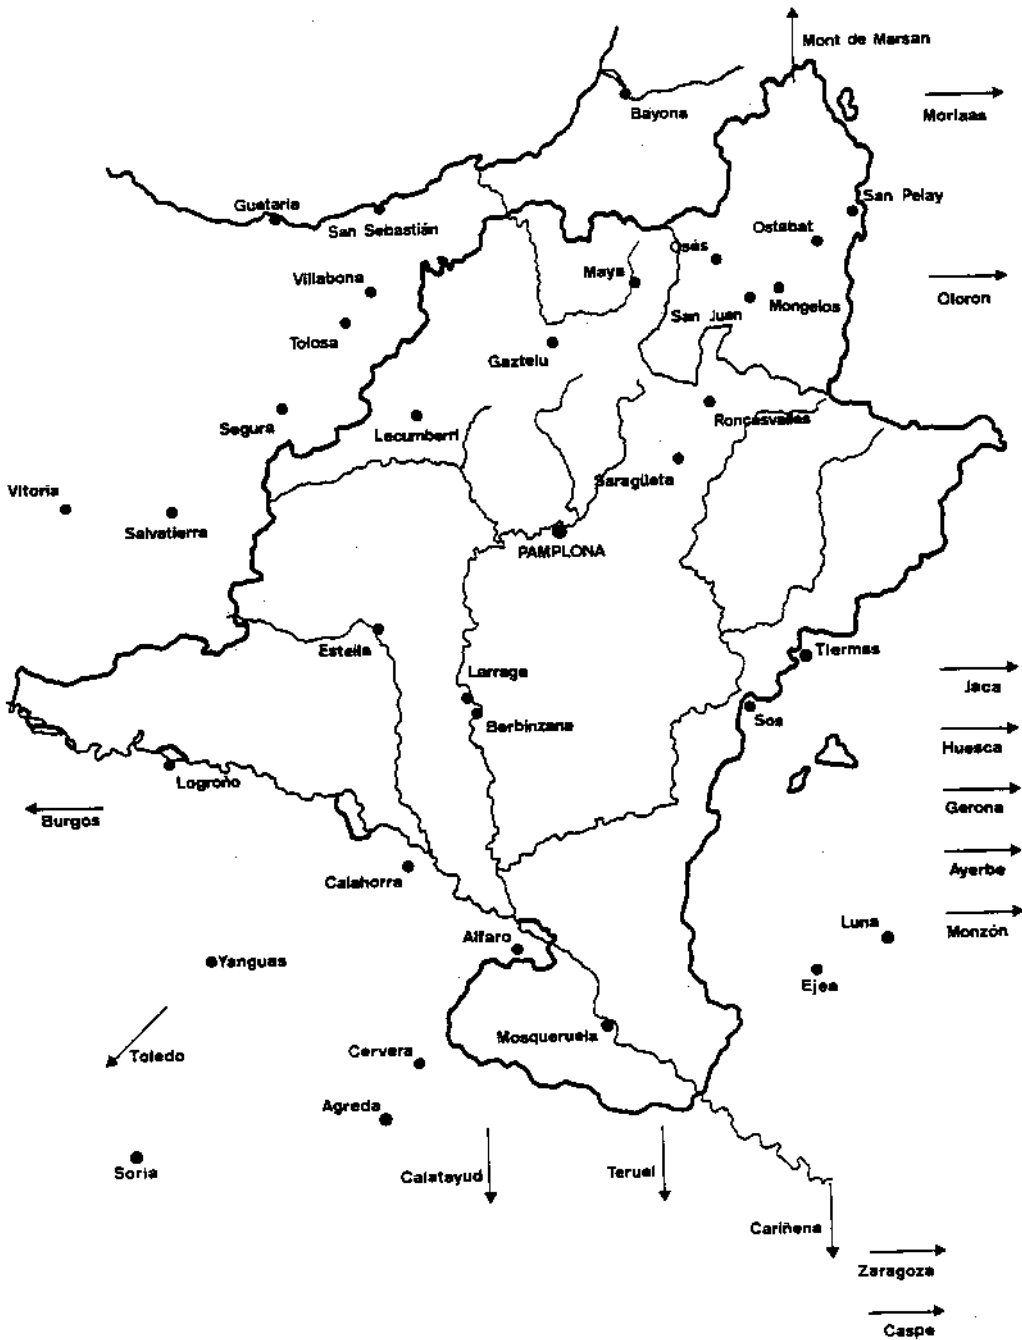 Mont de Marsan
Morlaas
Bayona
San Pelay
Guetaria
San Sebastián
Ostabat
Osés
Villabona
Maya
Mongelos
Oloron
San Juan
Tolosa
Gaztelu
Segura
Lecumberri
Roncesvalles
Saragüeta
Vitoria
Salvatierra
PAMPLONA
Estella
Tiermas
Larraga
Jaca
Berbinzana
Sos
Huesca
Logroño
Gerona
Burgos
Ayerbe
Calahorra
Luna
Monzón
Alfaro
Yanguas
Ejea
Mosqueruela
Toledo
Cervera
Agreda
Soria
Calatayud
Teruel
Cariñena
Zaragoza
Caspe